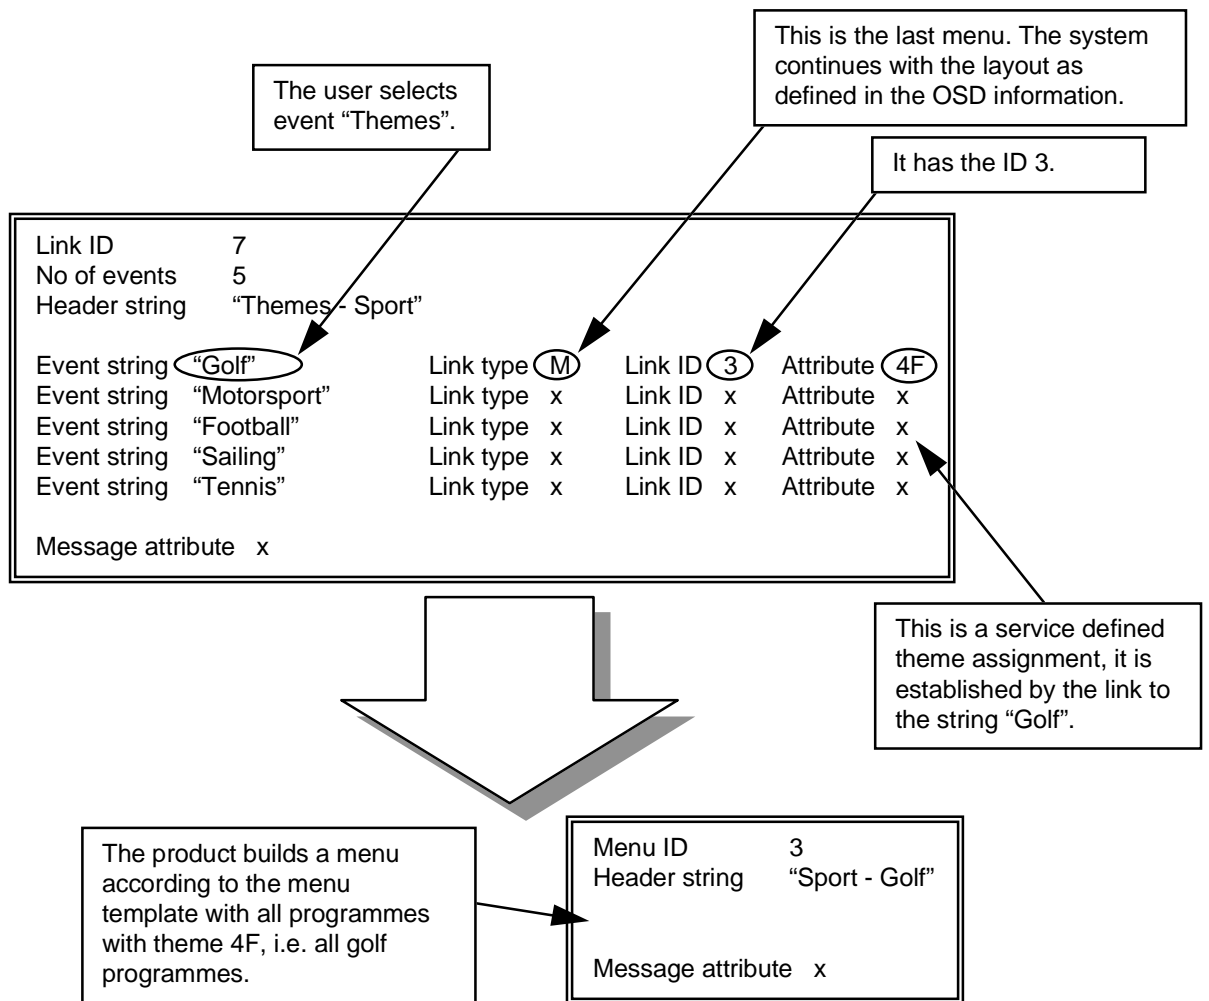 This is the last menu. The system
continues with the layout as
defined in the OSD information.
The user selects
event “Themes”.
It has the ID 3.
Link ID 7
No of events 5
Header string “Themes - Sport”
Event string “Golf” Link type M Link ID 3 Attribute 4F
Event string “Motorsport” Link type x Link ID x Attribute x
Event string “Football” Link type x Link ID x Attribute x
Event string “Sailing” Link type x Link ID x Attribute x
Event string “Tennis” Link type x Link ID x Attribute x
Message attribute x
This is a service defined
theme assignment, it is
established by the link to
the string “Golf”.
The product builds a menu
according to the menu
template with all programmes
with theme 4F, i.e. all golf
programmes.
Menu ID 3
Header string “Sport - Golf”
Message attribute x